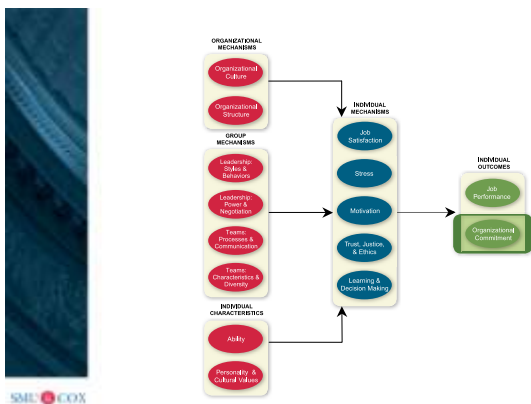 ORGANIZATIONAL
MECHANISMS
Organizational
Culture
Organizational
Structure
GROUP
MECHANISMS
Leadership:
Styles &
Behaviors
Leadership:
Power &
Negotiation
Teams:
Processes &
Communication
Teams:
Characteristics &
Diversity
INDIVIDUAL
CHARACTERISTICS
Ability
Personality &
Cultural Values
INDIVIDUAL
MECHANISMS
Job
Satisfaction
Stress
Motivation
Trust, Justice,
& Ethics
Learning &
Decision Making
INDIVIDUAL
OUTCOMES
Job
Performance
Organizational
Commitment
SMU COX